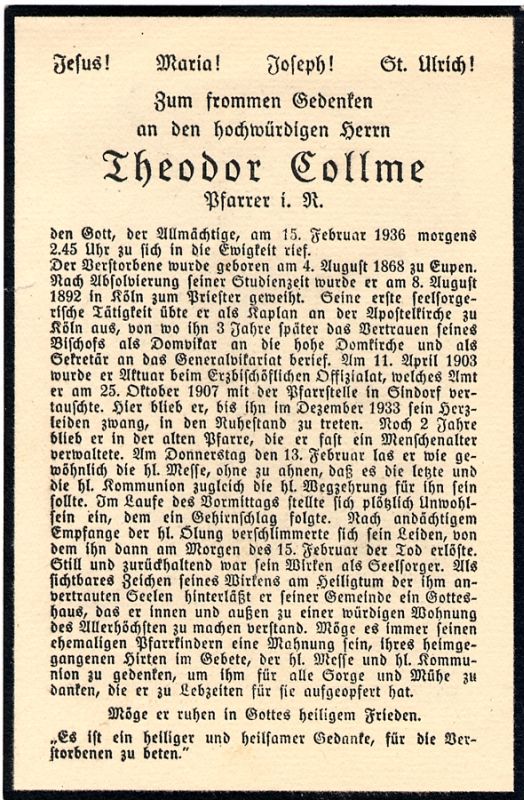 Jesus! Maria! Joseph! St. Ulrich!
Zum frommen Gedenken
an den hochwürdigen Herrn
Theodor Collme
Pfarrer i. R.
den Gott, der Allmächtige, am 15. Februar 1936 morgens
2.45 Uhr zu sich in die Ewigkeit rief.
Der Verstorbene wurde geboren am 4. August 1868 zu Eupen.
Nach Absolvierung seiner Studienzeit wurde er am 8. August
1892 in Köln zum Priester geweiht. Seine erste seelsorge-
rische Tätigkeit übte er als Kaplan an der Apostelkirche zu
Köln aus, von wo ihn 3 Jahre später das Vertrauen seines
Bischofs als Domvikar an die hohe Domkirche und als
Sekretär an das Generalvikariat berief. Am 11. April 1903
wurde er Aktuar beim Erzbischöflichen Offizialat, welches Amt
er am 25. Oktober 1907 mit der Pfarrstelle in Sindorf ver-
tauschte. Hier blieb er, bis ihn im Dezember 1933 sein Herz-
leiden zwang, in den Ruhestand zu treten. Noch 2 Jahre
blieb er in der alten Pfarre, die er fast ein Menschenalter
verwaltete. Am Donnerstag den 13. Februar las er wie ge-
wöhnlich die hl. Messe, ohne zu ahnen, daß es die letzte und
die hl. Kommunion zugleich die hl. Wegzehrung für ihn sein
sollte. Im Laufe des Vormittags stellte sich plötzlich Unwohl-
sein ein, dem ein Gehirnschlag folgte. Nach andächtigem
Empfange der hl. Ölung verschlimmerte sich sein Leiden, von
dem ihn dann am Morgen des 15. Februar der Tod erlöste.
Still und zurückhaltend war sein Wirken als Seelsorger. Als
sichtbares Zeichen seines Wirkens am Heiligtum der ihm an-
vertrauten Seelen hinterläßt er seiner Gemeinde ein Gottes-
haus, das er innen und außen zu einer würdigen Wohnung
des Allerhöchsten zu machen verstand. Möge es immer seinen
ehemaligen Pfarrkindern eine Mahnung sein, ihres heimge-
gangenen Hirten im Gebete, der hl. Messe und hl. Kommu-
nion zu gedenken, um ihm für alle Sorge und Mühe zu
danken, die er zu Lebzeiten für sie aufgeopfert hat.
Möge er ruhen in Gottes heiligem Frieden.
„Es ist ein heiliger und heilsamer Gedanke, für die Ver-
storbenen zu beten."